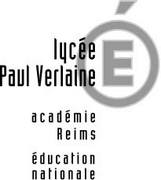 lycée
Paul Verlaine
É
académie
Reims
éducation
nationale